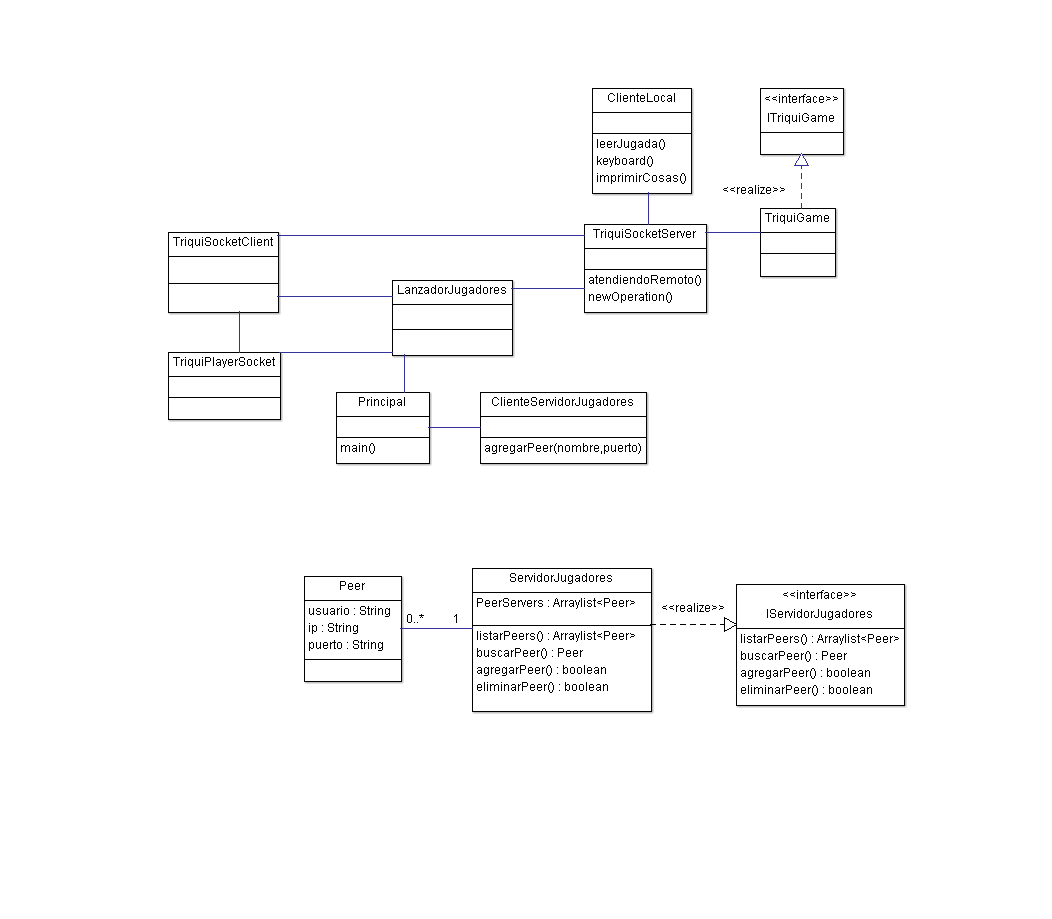 ClienteLocal
leerJugada()
keyboard()
imprimirCosas()
<<interface>>
ITriquiGame
<<realize>>
TriquiGame
TriquiSocketClient
TriquiSocketServer
atendiendoRemoto()
newOperation()
LanzadorJugadores
TriquiPlayerSocket
Principal
main()
ClienteServidorJugadores
agregarPeer(nombre,puerto)
Peer
usuario : String
ip : String
puerto : String
0..*
1
ServidorJugadores
PeerServers : Arraylist<Peer>
listarPeers() : Arraylist<Peer>
buscarPeer() : Peer
agregarPeer() : boolean
eliminarPeer() : boolean
<<realize>>
<<interface>>
IServidorJugadores
listarPeers() : Arraylist<Peer>
buscarPeer() : Peer
agregarPeer() : boolean
eliminarPeer() : boolean